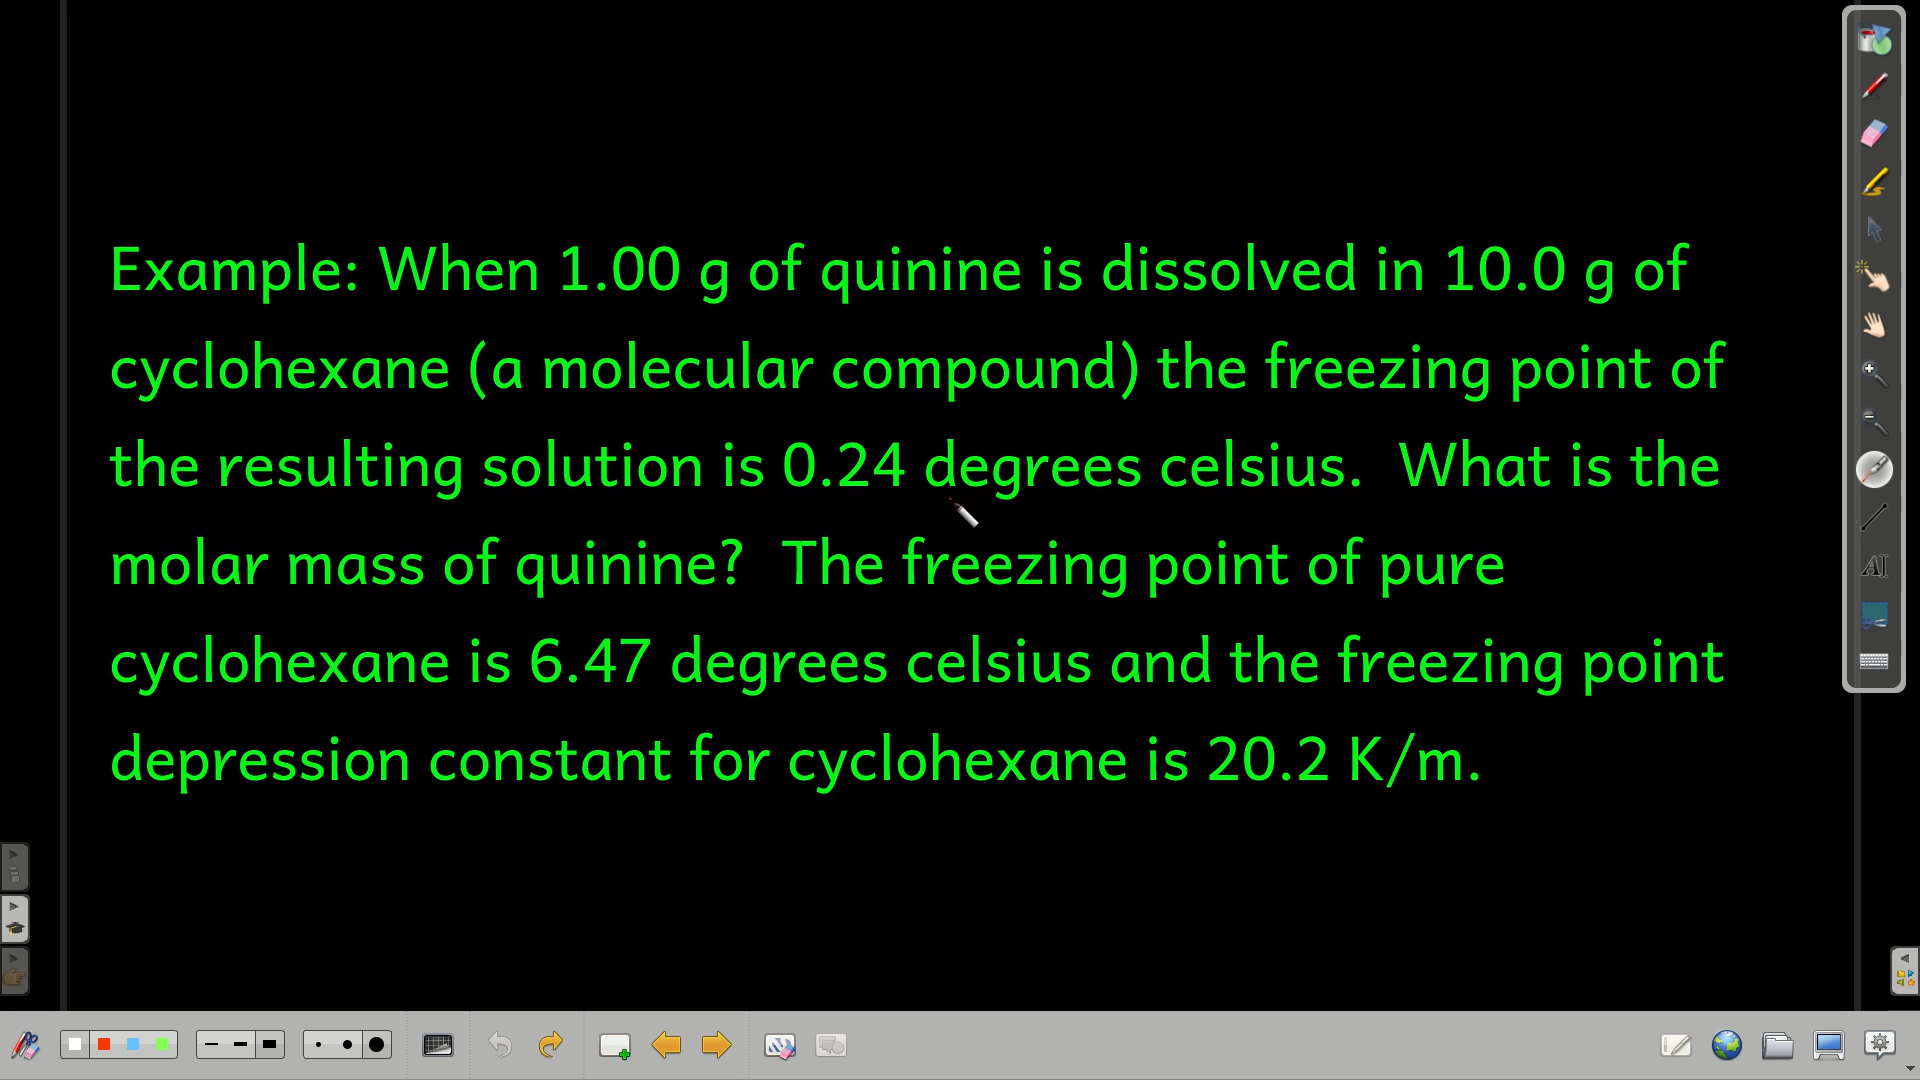 Example: When 1.00 g of quinine is dissolved in 10.0 g of
cyclohexane (a molecular compound) the freezing point of
the resulting solution is 0.24 degrees celsius.  What is the
molar mass of quinine?  The freezing point of pure
cyclohexane is 6.47 degrees celsius and the freezing point
depression constant for cyclohexane is 20.2 K/m.
AI